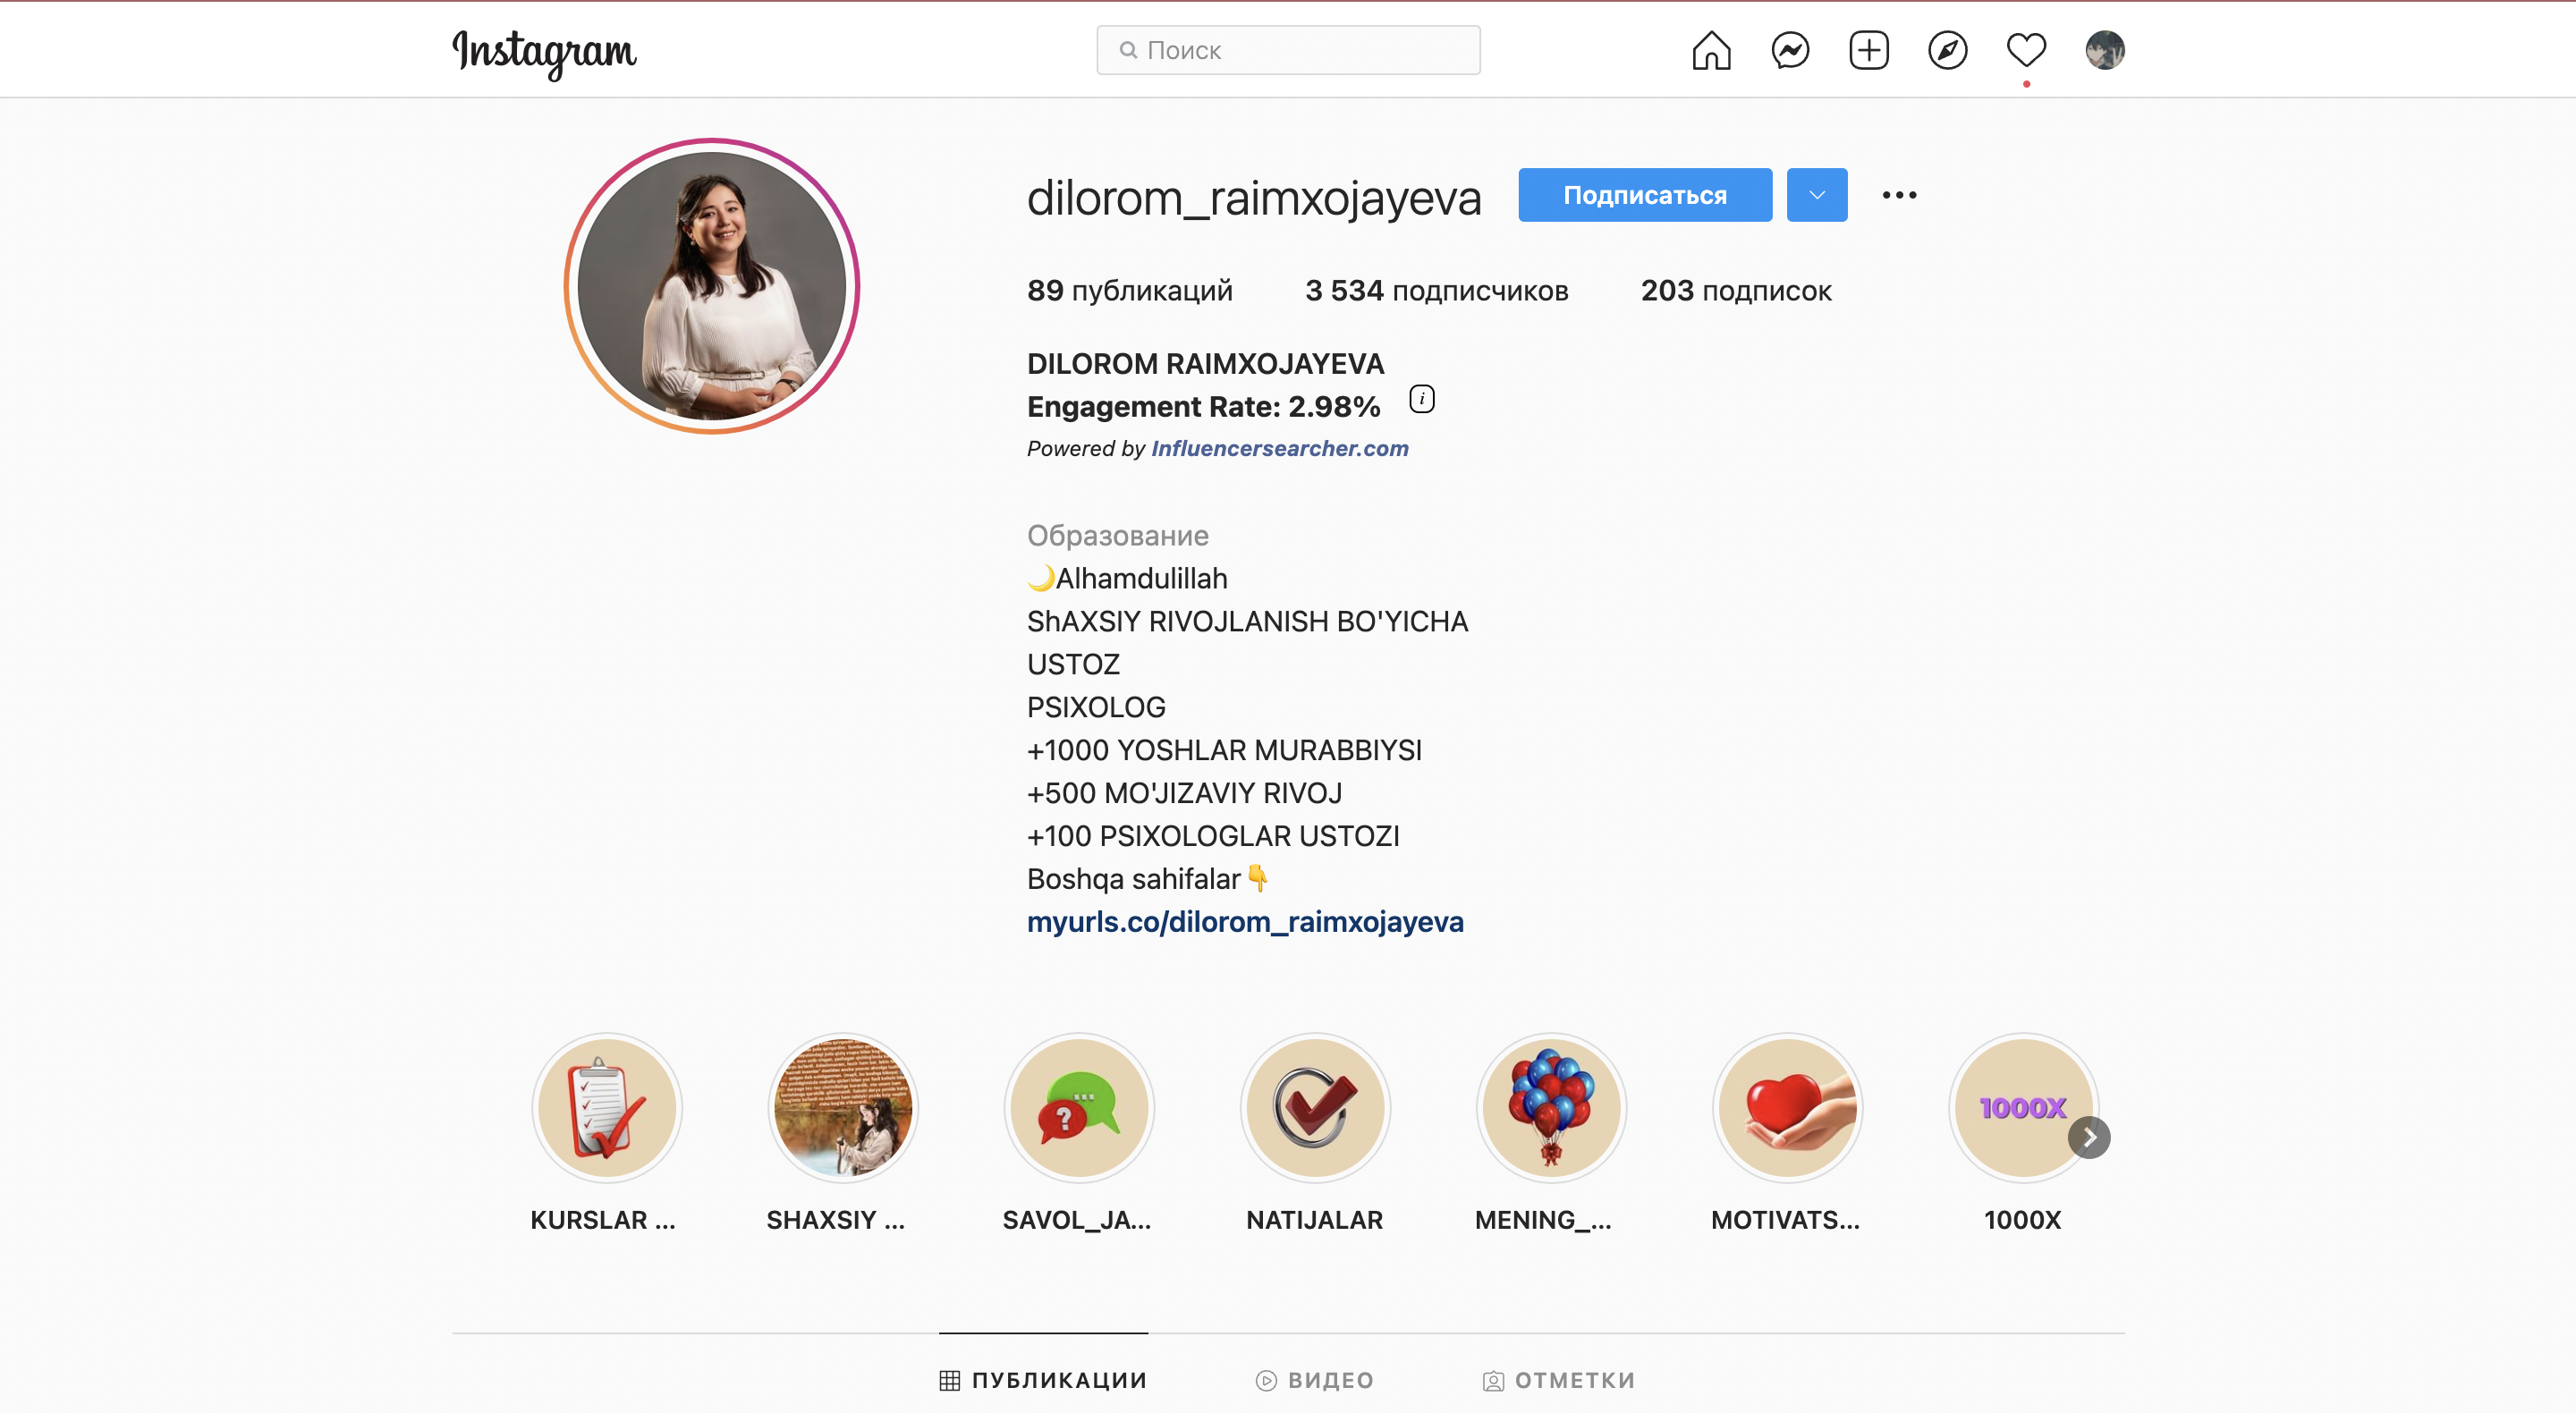 Instagram
Поиск
dilorom_raimxojayeva
Подписаться
89 публикаций 3 534 подписчиков 203 подписок
DILOROM RAIMXOJAYEVA
Engagement Rate: 2.98% i
Powered by Influencersearcher.com
Образование
🌙Alhamdulillah
ShAXSIY RIVOJLANISH BO'YICHA
USTOZ
PSIXOLOG
+1000 YOSHLAR MURABBIYSI
+500 MO'JIZAVIY RIVOJ
+100 PSIXOLOGLAR USTOZI
Boshqa sahifalar👇
myurls.co/dilorom_raimxojayeva
?
1000X
KURSLAR ... SHAXSIY ... SAVOL_JA... NATIJALAR MENING_... MOTIVATS... 1000X
ПУБЛИКАЦИИ ВИДЕО ОТМЕТКИ